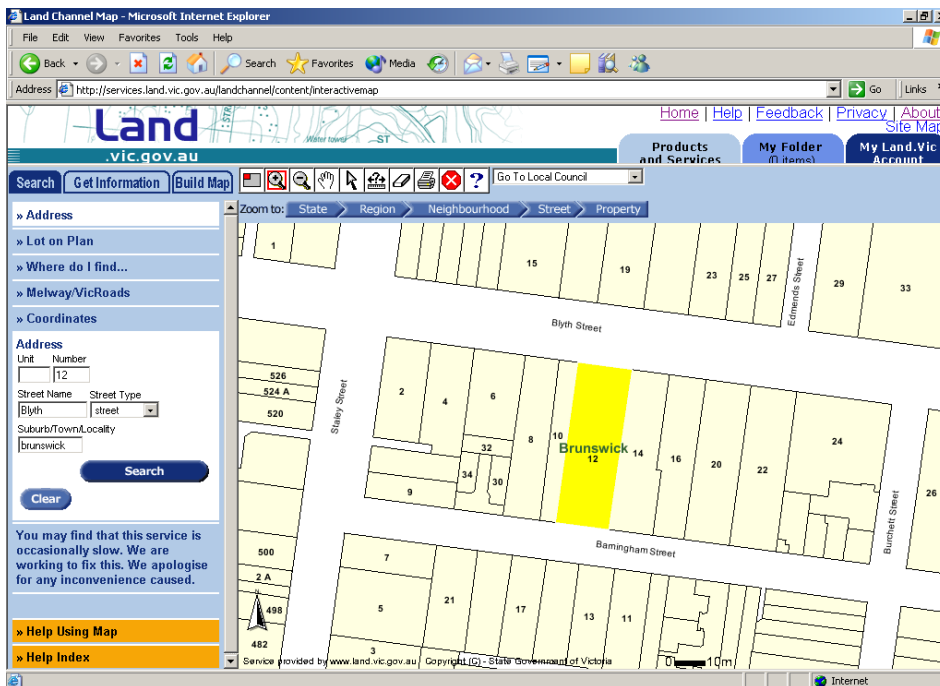 Land Channel Map - Microsoft Internet Explorer
File Edit View Favorites Tools Help
Back Search Favorites Media
Address http://services.land.vic.gov.au/landchannel/content/interactivemap Go Links
Home | Help | Feedback | Privacy | About
Site Map
Water tower
ST
Land
.vic.gov.au
Products and Services
My Folder (0 items)
My Land.Vic Account
Search Get Information Build Map
? Go To Local Council
Zoom to: State Region Neighbourhood Street Property
» Address
» Lot on Plan
» Where do I find...
» Melway/VicRoads
» Coordinates
Address
Unit Number
12
Street Name Street Type
Blyth street
Suburb/Town/Locality
brunswick
Search
Clear
You may find that this service is
occasionally slow. We are
working to fix this. We apologise
for any inconvenience caused.
» Help Using Map
» Help Index
1 15 19 23 25 27 29 33
Edmends Street
Blyth Street
526
524 A
520
Staley Street
2 4 6 8 10 12 14 16 20 22 24 26
Brunswick
32
34 30
9
Burchett Street
Barningham Street
500
2 A
498
482
7
5
3
21 17 13 11
N
Service provided by www.land.vic.gov.au Copyright (C) - State Government of Victoria
0 10m
Internet